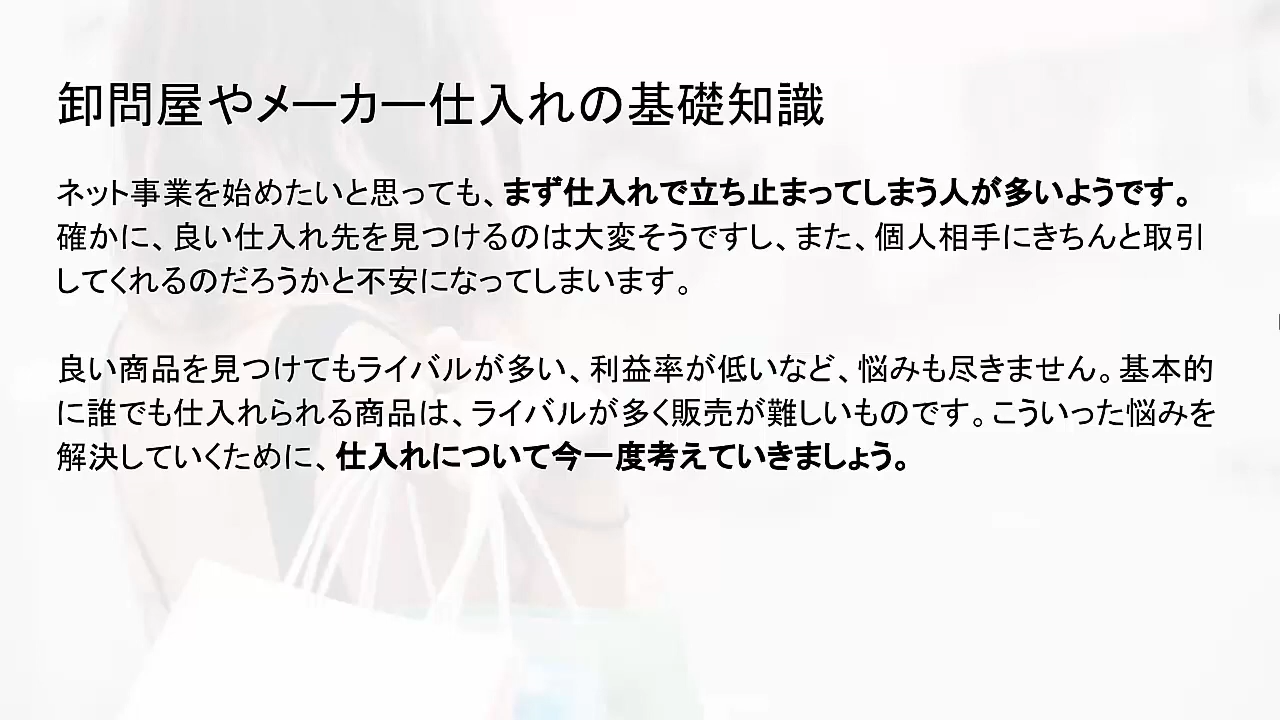 卸問屋やメーカー仕入れの基礎知識
ネット事業を始めたいと思っても、まず仕入れで立ち止まってしまう人が多いようです。
確かに、良い仕入れ先を見つけるのは大変そうですし、また、個人相手にきちんと取引
してくれるのだろうかと不安になってしまいます。
良い商品を見つけてもライバルが多い、利益率が低いなど、悩みも尽きません。基本的
に誰でも仕入れられる商品は、ライバルが多く販売が難しいものです。こういった悩みを
解決していくために、仕入れについて今一度考えていきましょう。